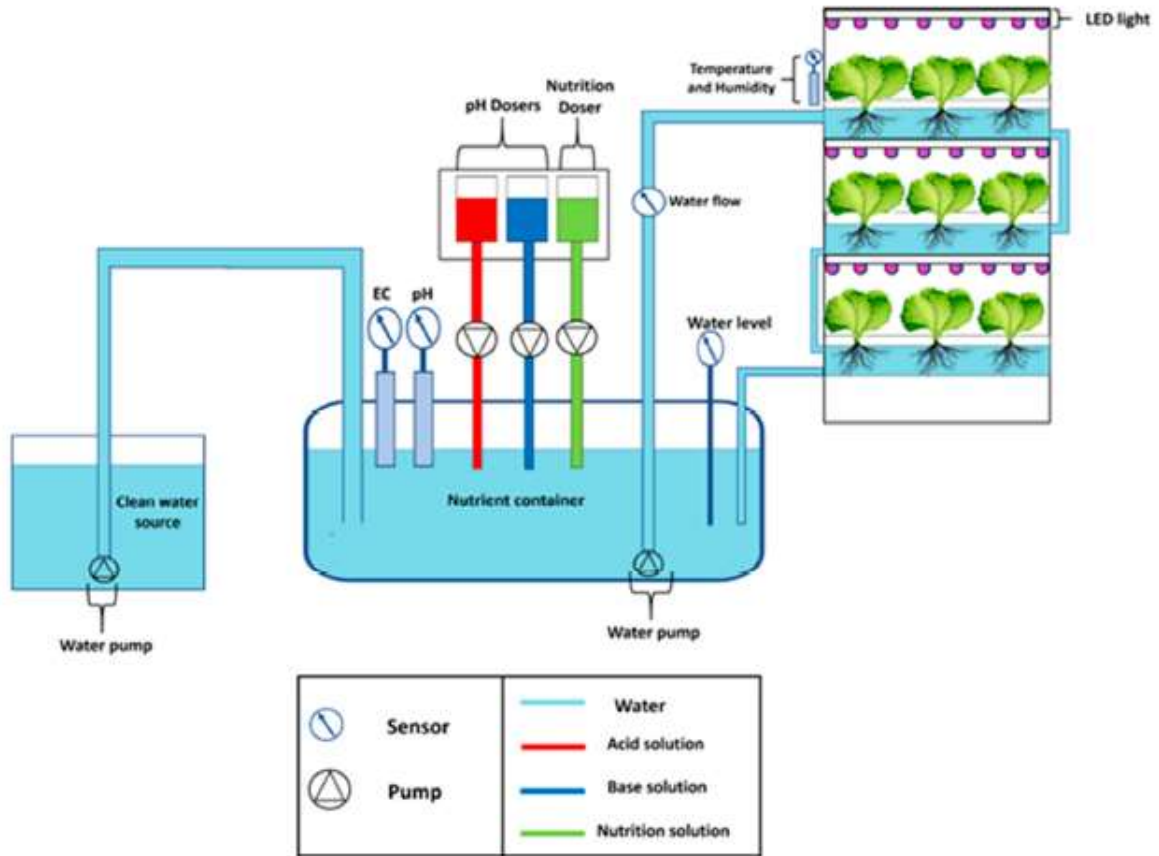 LED light
Temperature
and Humidity
Nutrition
Doser
pH Dosers
Water flow
EC
pH
Water level
Clean water
source
Nutrient container
Water pump
Water pump
Sensor
Pump
Water
Acid solution
Base solution
Nutrition solution